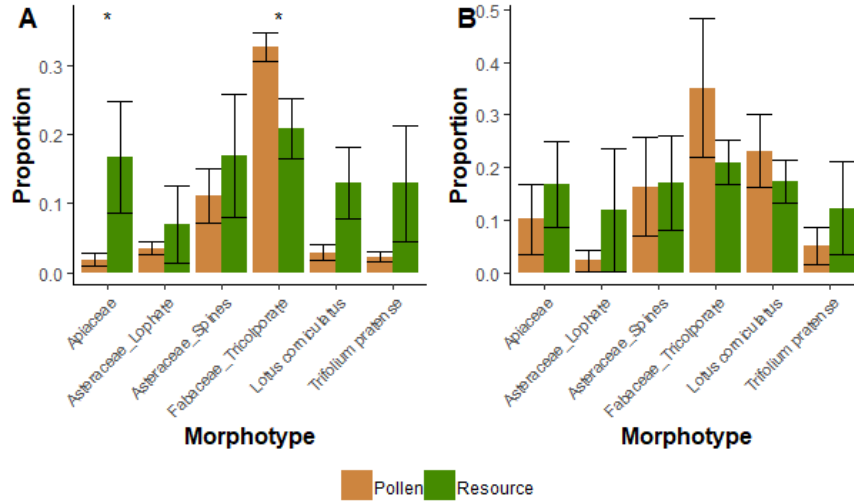 A
*
*
Proportion
0.3
0.2
0.1
0.0
Apiaceae
Asteraceae_Lophate
Asteraceae_Spines
Fabaceae_Tricolporate
Lotus corniculatus
Trifolium pratense
Morphotype
B
Proportion
0.5
0.4
0.3
0.2
0.1
0.0
Apiaceae
Asteraceae_Lophate
Asteraceae_Spines
Fabaceae_Tricolporate
Lotus corniculatus
Trifolium pratense
Morphotype
Pollen Resource